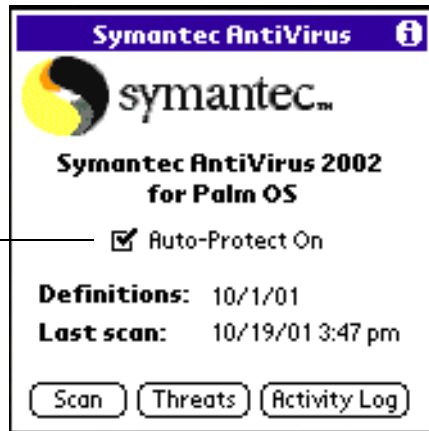 Symantec AntiVirus
symantec™
Symantec AntiVirus 2002
for Palm OS
Auto-Protect On
Definitions: 10/1/01
Last scan: 10/19/01 3:47 pm
Scan Threats Activity Log